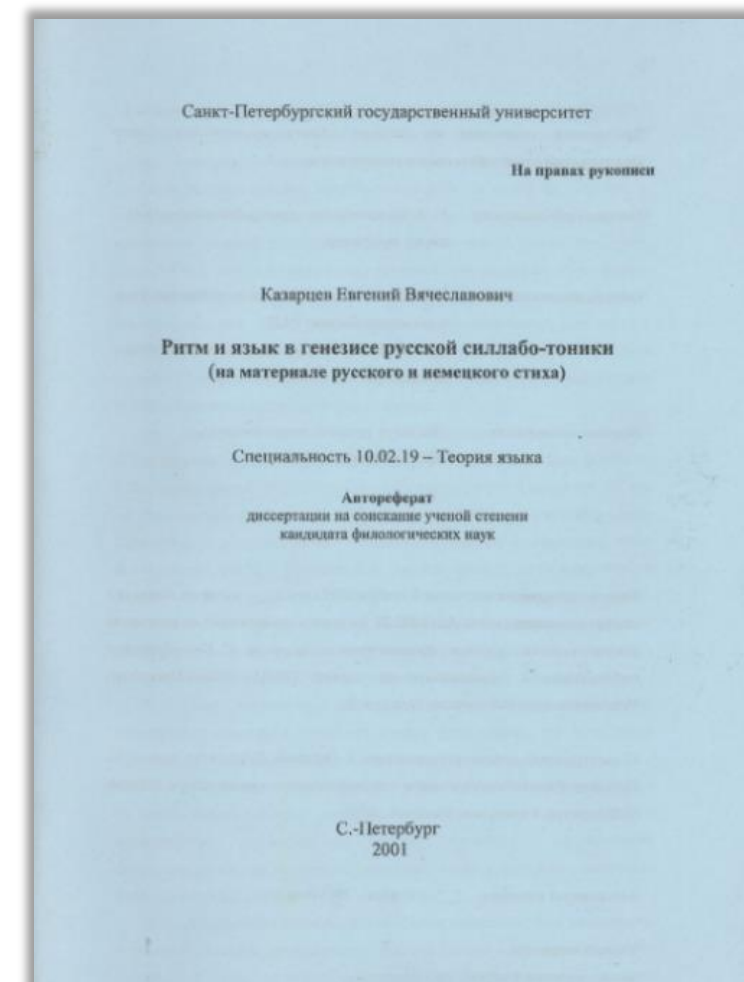 Санкт-Петербургский государственный университет
На правах рукописи
Казарцев Евгений Вячеславович
Ритм и язык в генезисе русской силлабо-тоники
(на материале русского и немецкого стиха)
Специальность 10.02.19 – Теория языка
Автореферат
диссертации на соискание ученой степени
кандидата филологических наук
С.-Петербург
2001